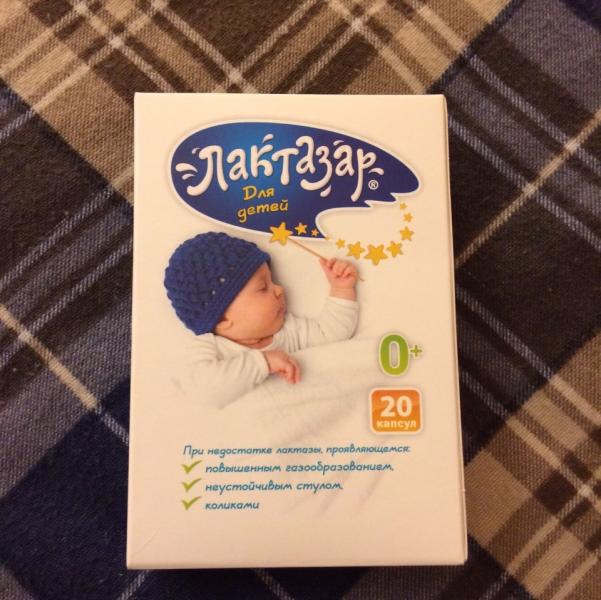 Лактазар®
Для
детей
0+
20
капсул
При недостатке лактазы, проявляющемся:
повышенным газообразованием,
неустойчивым стулом,
коликами